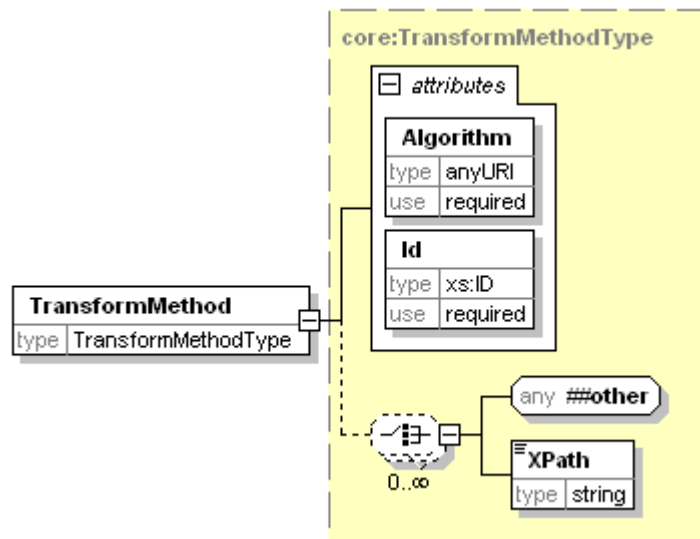 core:TransformMethodType
attributes
Algorithm
type anyURI
use required
Id
type xs:ID
use required
TransformMethod
type TransformMethodType
any ##other
0..∞
XPath
type string